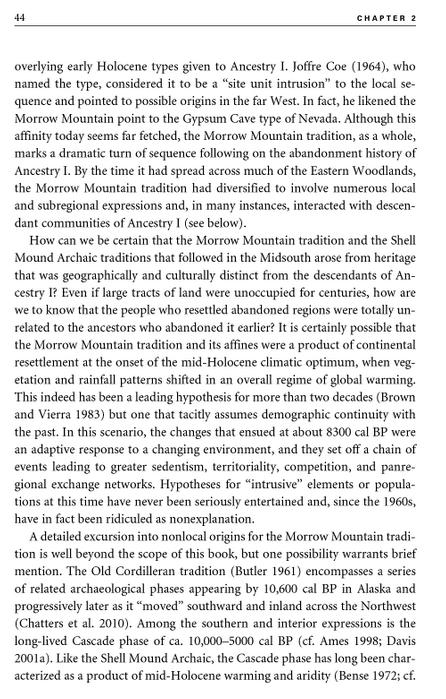 44 CHAPTER 2
overlying early Holocene types given to Ancestry I. Joffre Coe (1964), who
named the type, considered it to be a “site unit intrusion” to the local se-
quence and pointed to possible origins in the far West. In fact, he likened the
Morrow Mountain point to the Gypsum Cave type of Nevada. Although this
affinity today seems far fetched, the Morrow Mountain tradition, as a whole,
marks a dramatic turn of sequence following on the abandonment history of
Ancestry I. By the time it had spread across much of the Eastern Woodlands,
the Morrow Mountain tradition had diversified to involve numerous local
and subregional expressions and, in many instances, interacted with descen-
dant communities of Ancestry I (see below).
How can we be certain that the Morrow Mountain tradition and the Shell
Mound Archaic traditions that followed in the Midsouth arose from heritage
that was geographically and culturally distinct from the descendants of An-
cestry I? Even if large tracts of land were unoccupied for centuries, how are
we to know that the people who resettled abandoned regions were totally un-
related to the ancestors who abandoned it earlier? It is certainly possible that
the Morrow Mountain tradition and its affines were a product of continental
resettlement at the onset of the mid-Holocene climatic optimum, when veg-
etation and rainfall patterns shifted in an overall regime of global warming.
This indeed has been a leading hypothesis for more than two decades (Brown
and Vierra 1983) but one that tacitly assumes demographic continuity with
the past. In this scenario, the changes that ensued at about 8300 cal BP were
an adaptive response to a changing environment, and they set off a chain of
events leading to greater sedentism, territoriality, competition, and panre-
gional exchange networks. Hypotheses for “intrusive” elements or popula-
tions at this time have never been seriously entertained and, since the 1960s,
have in fact been ridiculed as nonexplanation.
A detailed excursion into nonlocal origins for the Morrow Mountain tradi-
tion is well beyond the scope of this book, but one possibility warrants brief
mention. The Old Cordilleran tradition (Butler 1961) encompasses a series
of related archaeological phases appearing by 10,600 cal BP in Alaska and
progressively later as it “moved” southward and inland across the Northwest
(Chatters et al. 2010). Among the southern and interior expressions is the
long-lived Cascade phase of ca. 10,000–5000 cal BP (cf. Ames 1998; Davis
2001a). Like the Shell Mound Archaic, the Cascade phase has long been char-
acterized as a product of mid-Holocene warming and aridity (Bense 1972; cf.